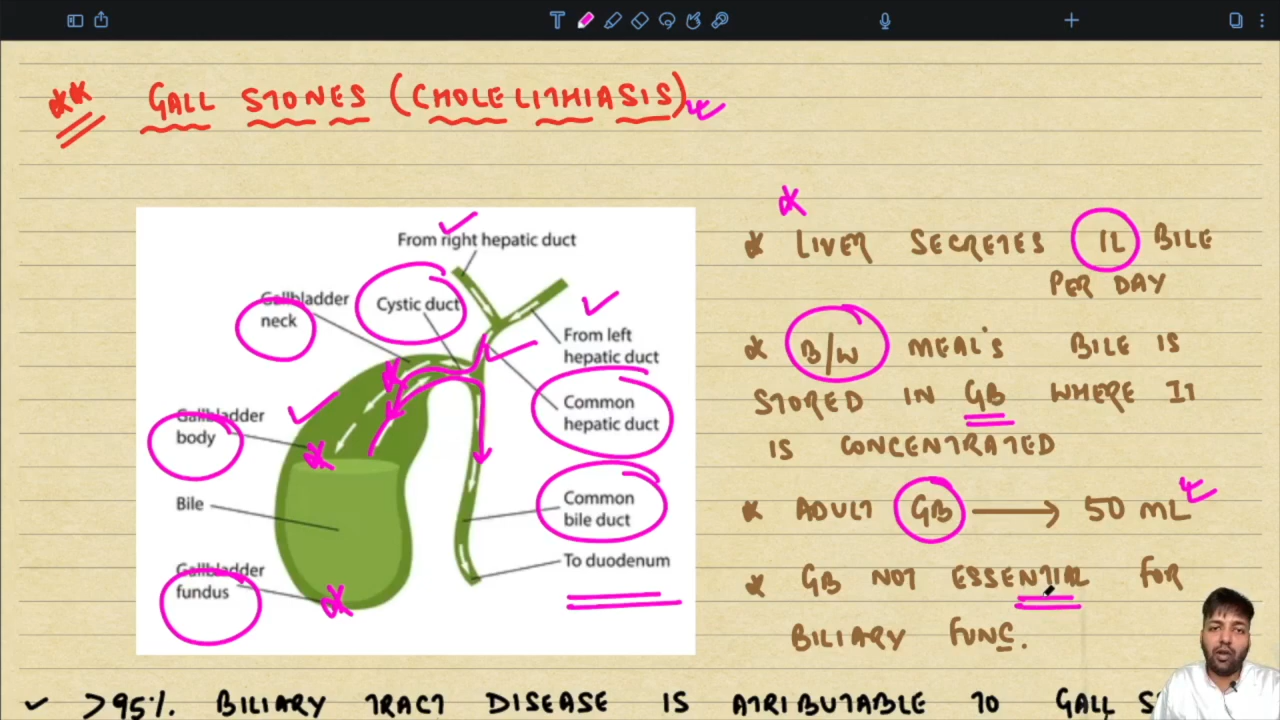 GALL STONES (CHOLELITHIASIS)
From right hepatic duct
Gallbladder
neck
Cystic duct
From left
hepatic duct
Common
hepatic duct
Gallbladder
body
Bile
Common
bile duct
Gallbladder
fundus
To duodenum
* LIVER SECRETES 1L BILE
PER DAY
* B/W MEAL'S BILE IS
STORED IN GB WHERE IT
IS CONCENTRATED
* ADULT GB → 50 ML
* GB NOT ESSENTIAL FOR
BILIARY FUNC.
✓ >95% BILIARY TRACT DISEASE IS ATRIBUTABLE TO GALL